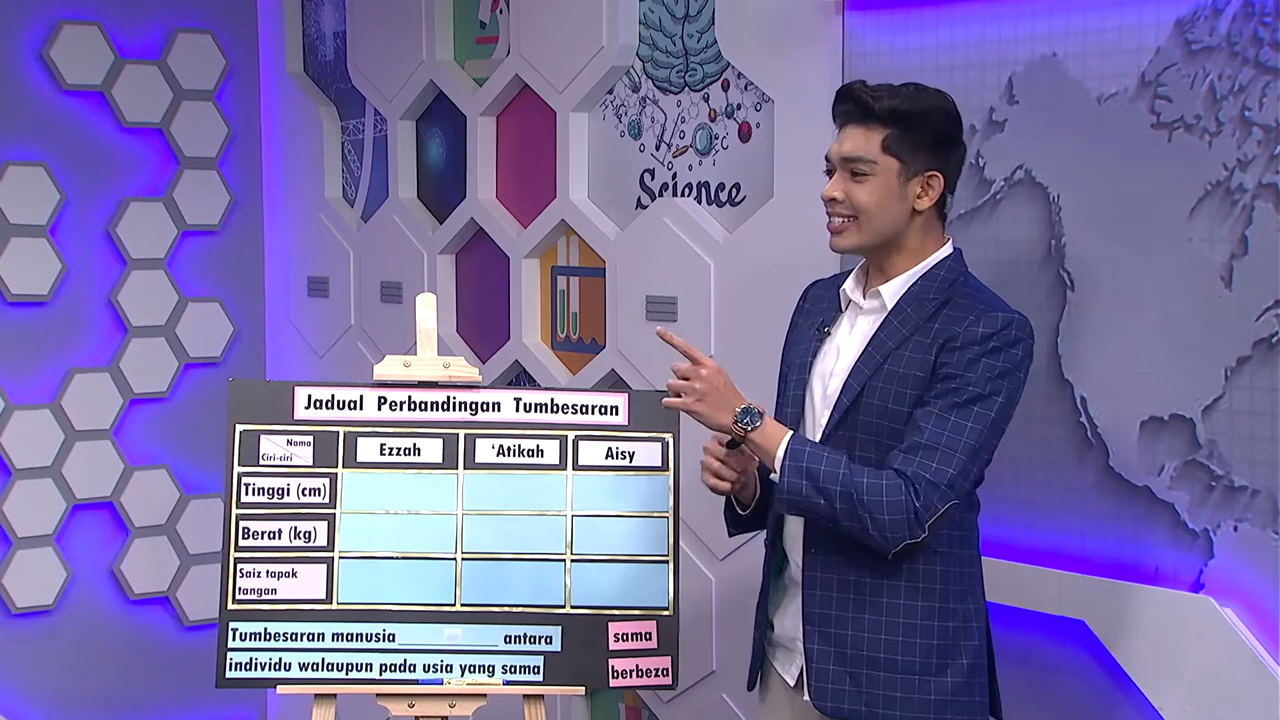 Science
Jadual Perbandingan Tumbesaran
Nama
Ciri-ciri
Ezzah
‘Atikah
Aisy
Tinggi (cm)
Berat (kg)
Saiz tapak
tangan
Tumbesaran manusia __________ antara
individu walaupun pada usia yang sama
sama
berbeza